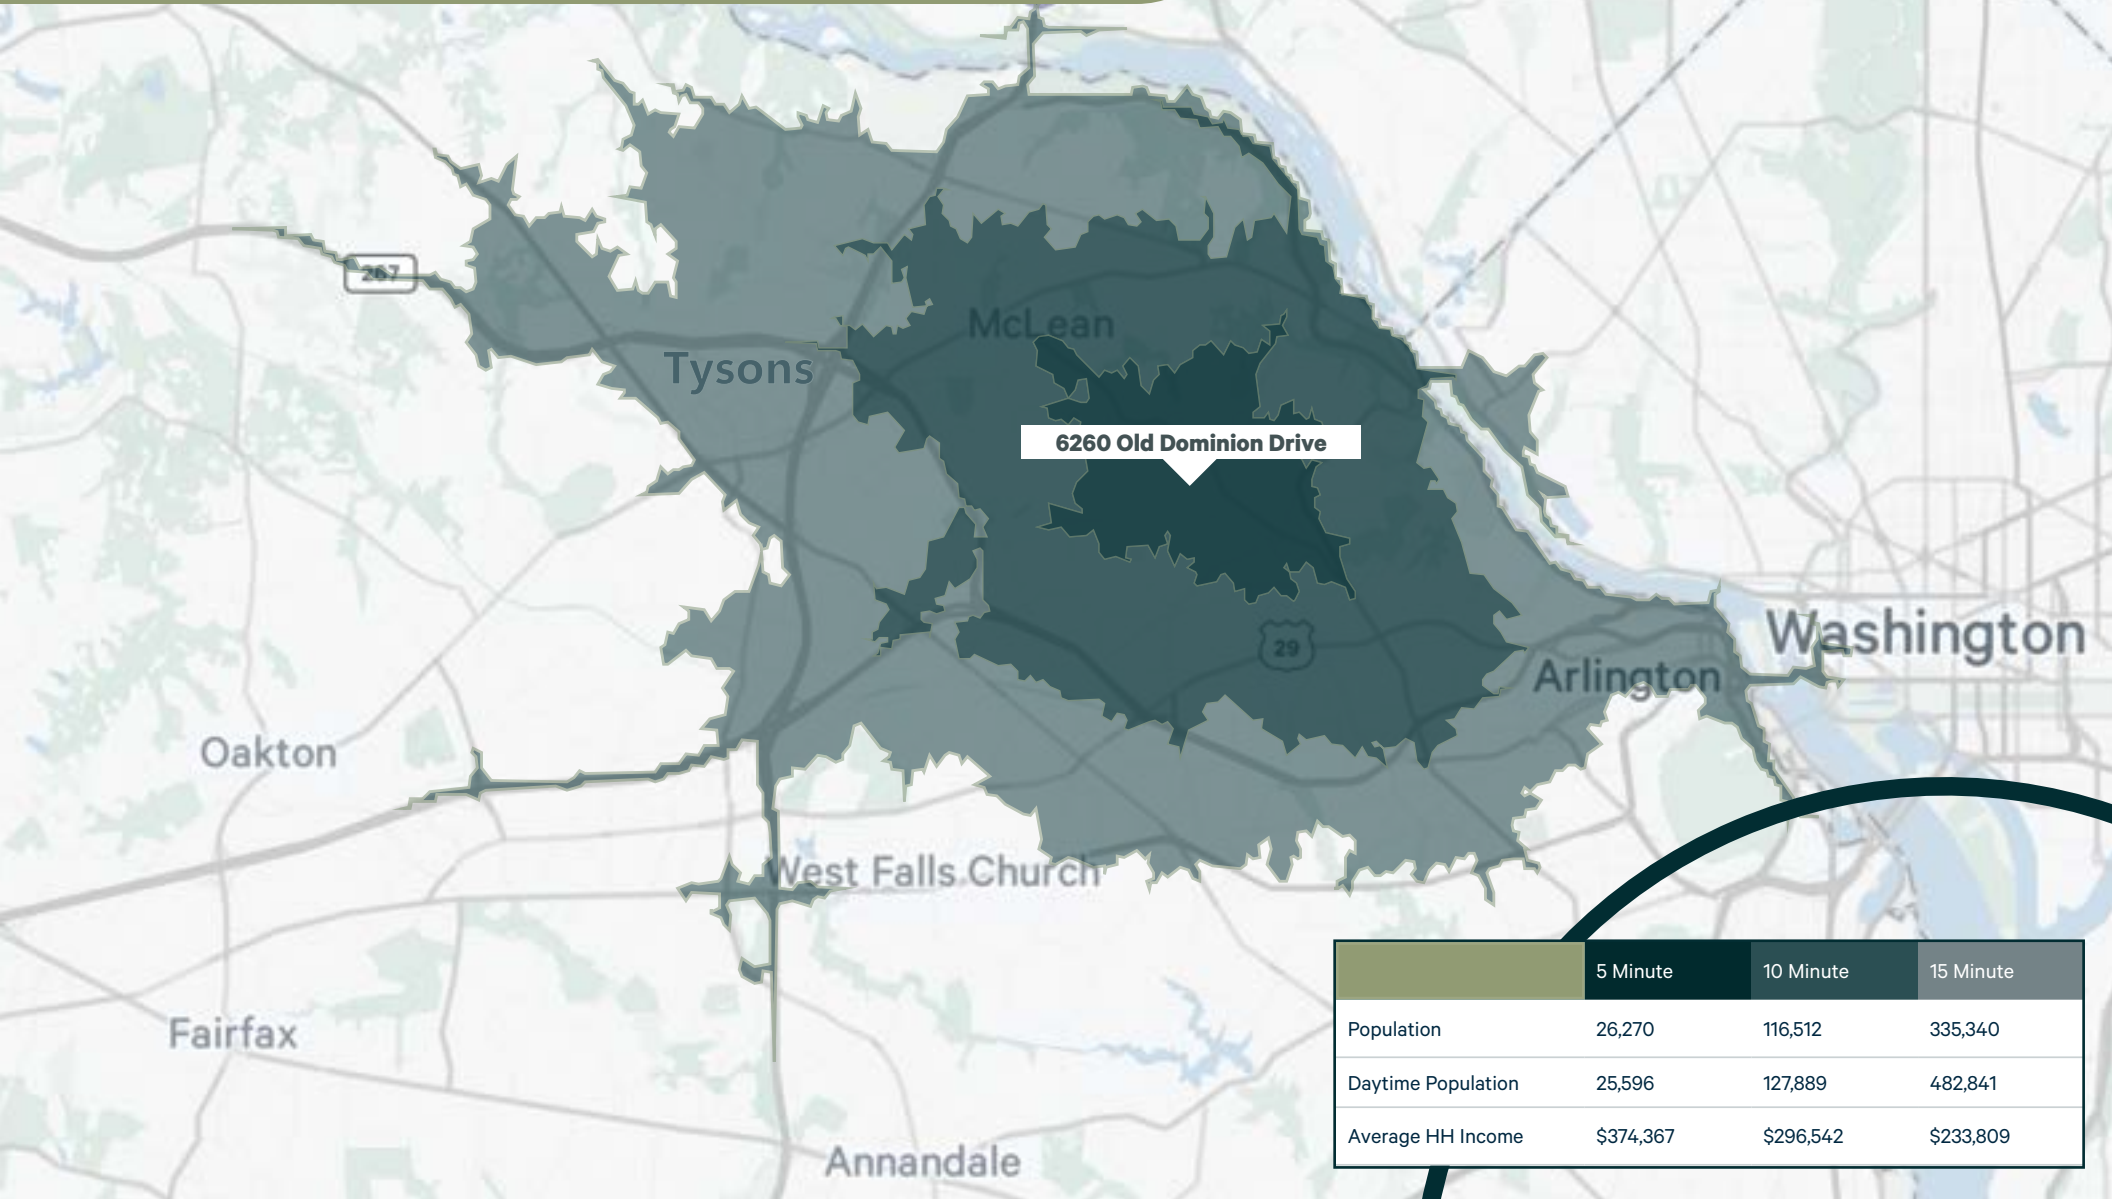 267
McLean
Tysons
6260 Old Dominion Drive
29
Washington
Arlington
Oakton
West Falls Church
Fairfax
Annandale
5 Minute 10 Minute 15 Minute
Population 26,270 116,512 335,340
Daytime Population 25,596 127,889 482,841
Average HH Income $374,367 $296,542 $233,809